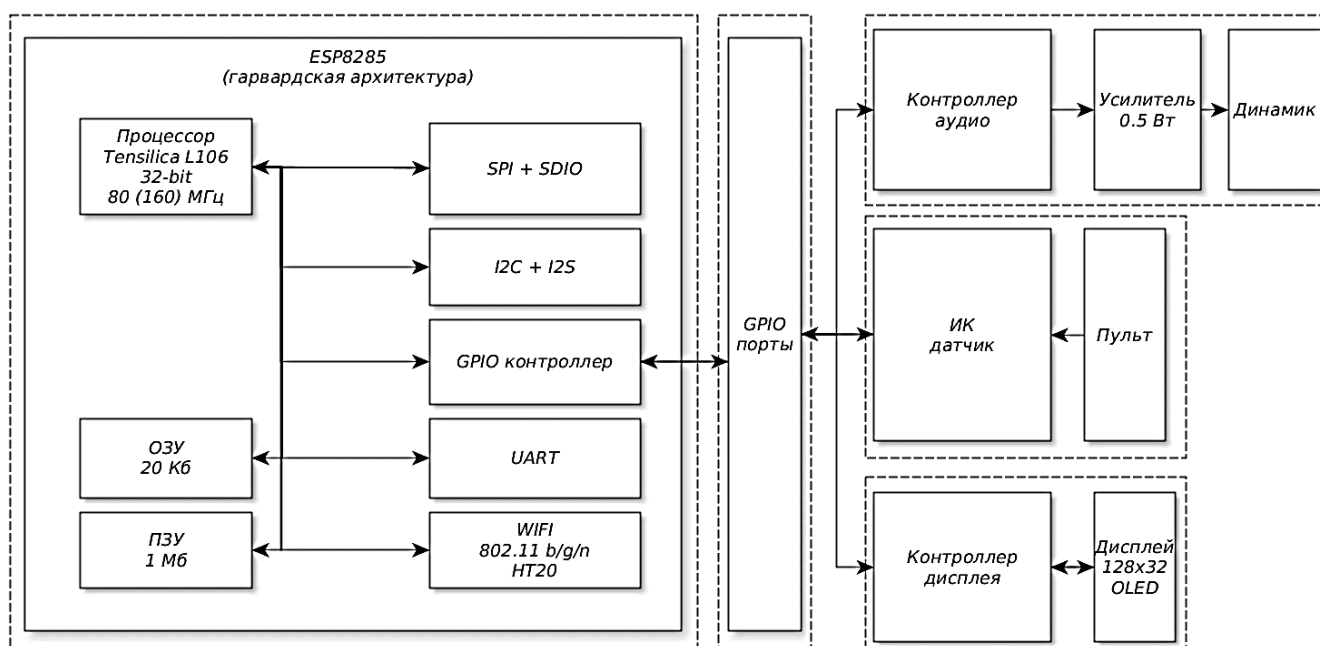 ESP8285
(гарвардская архитектура)
Процессор
Tensilica L106
32-bit
80 (160) МГц
SPI + SDIO
I2C + I2S
GPIO контроллер
ОЗУ
20 Кб
UART
ПЗУ
1 Мб
WIFI
802.11 b/g/n
HT20
GPIO
порты
Контроллер
аудио
Усилитель
0.5 Вт
Динамик
ИК
датчик
Пульт
Контроллер
дисплея
Дисплей
128x32
OLED